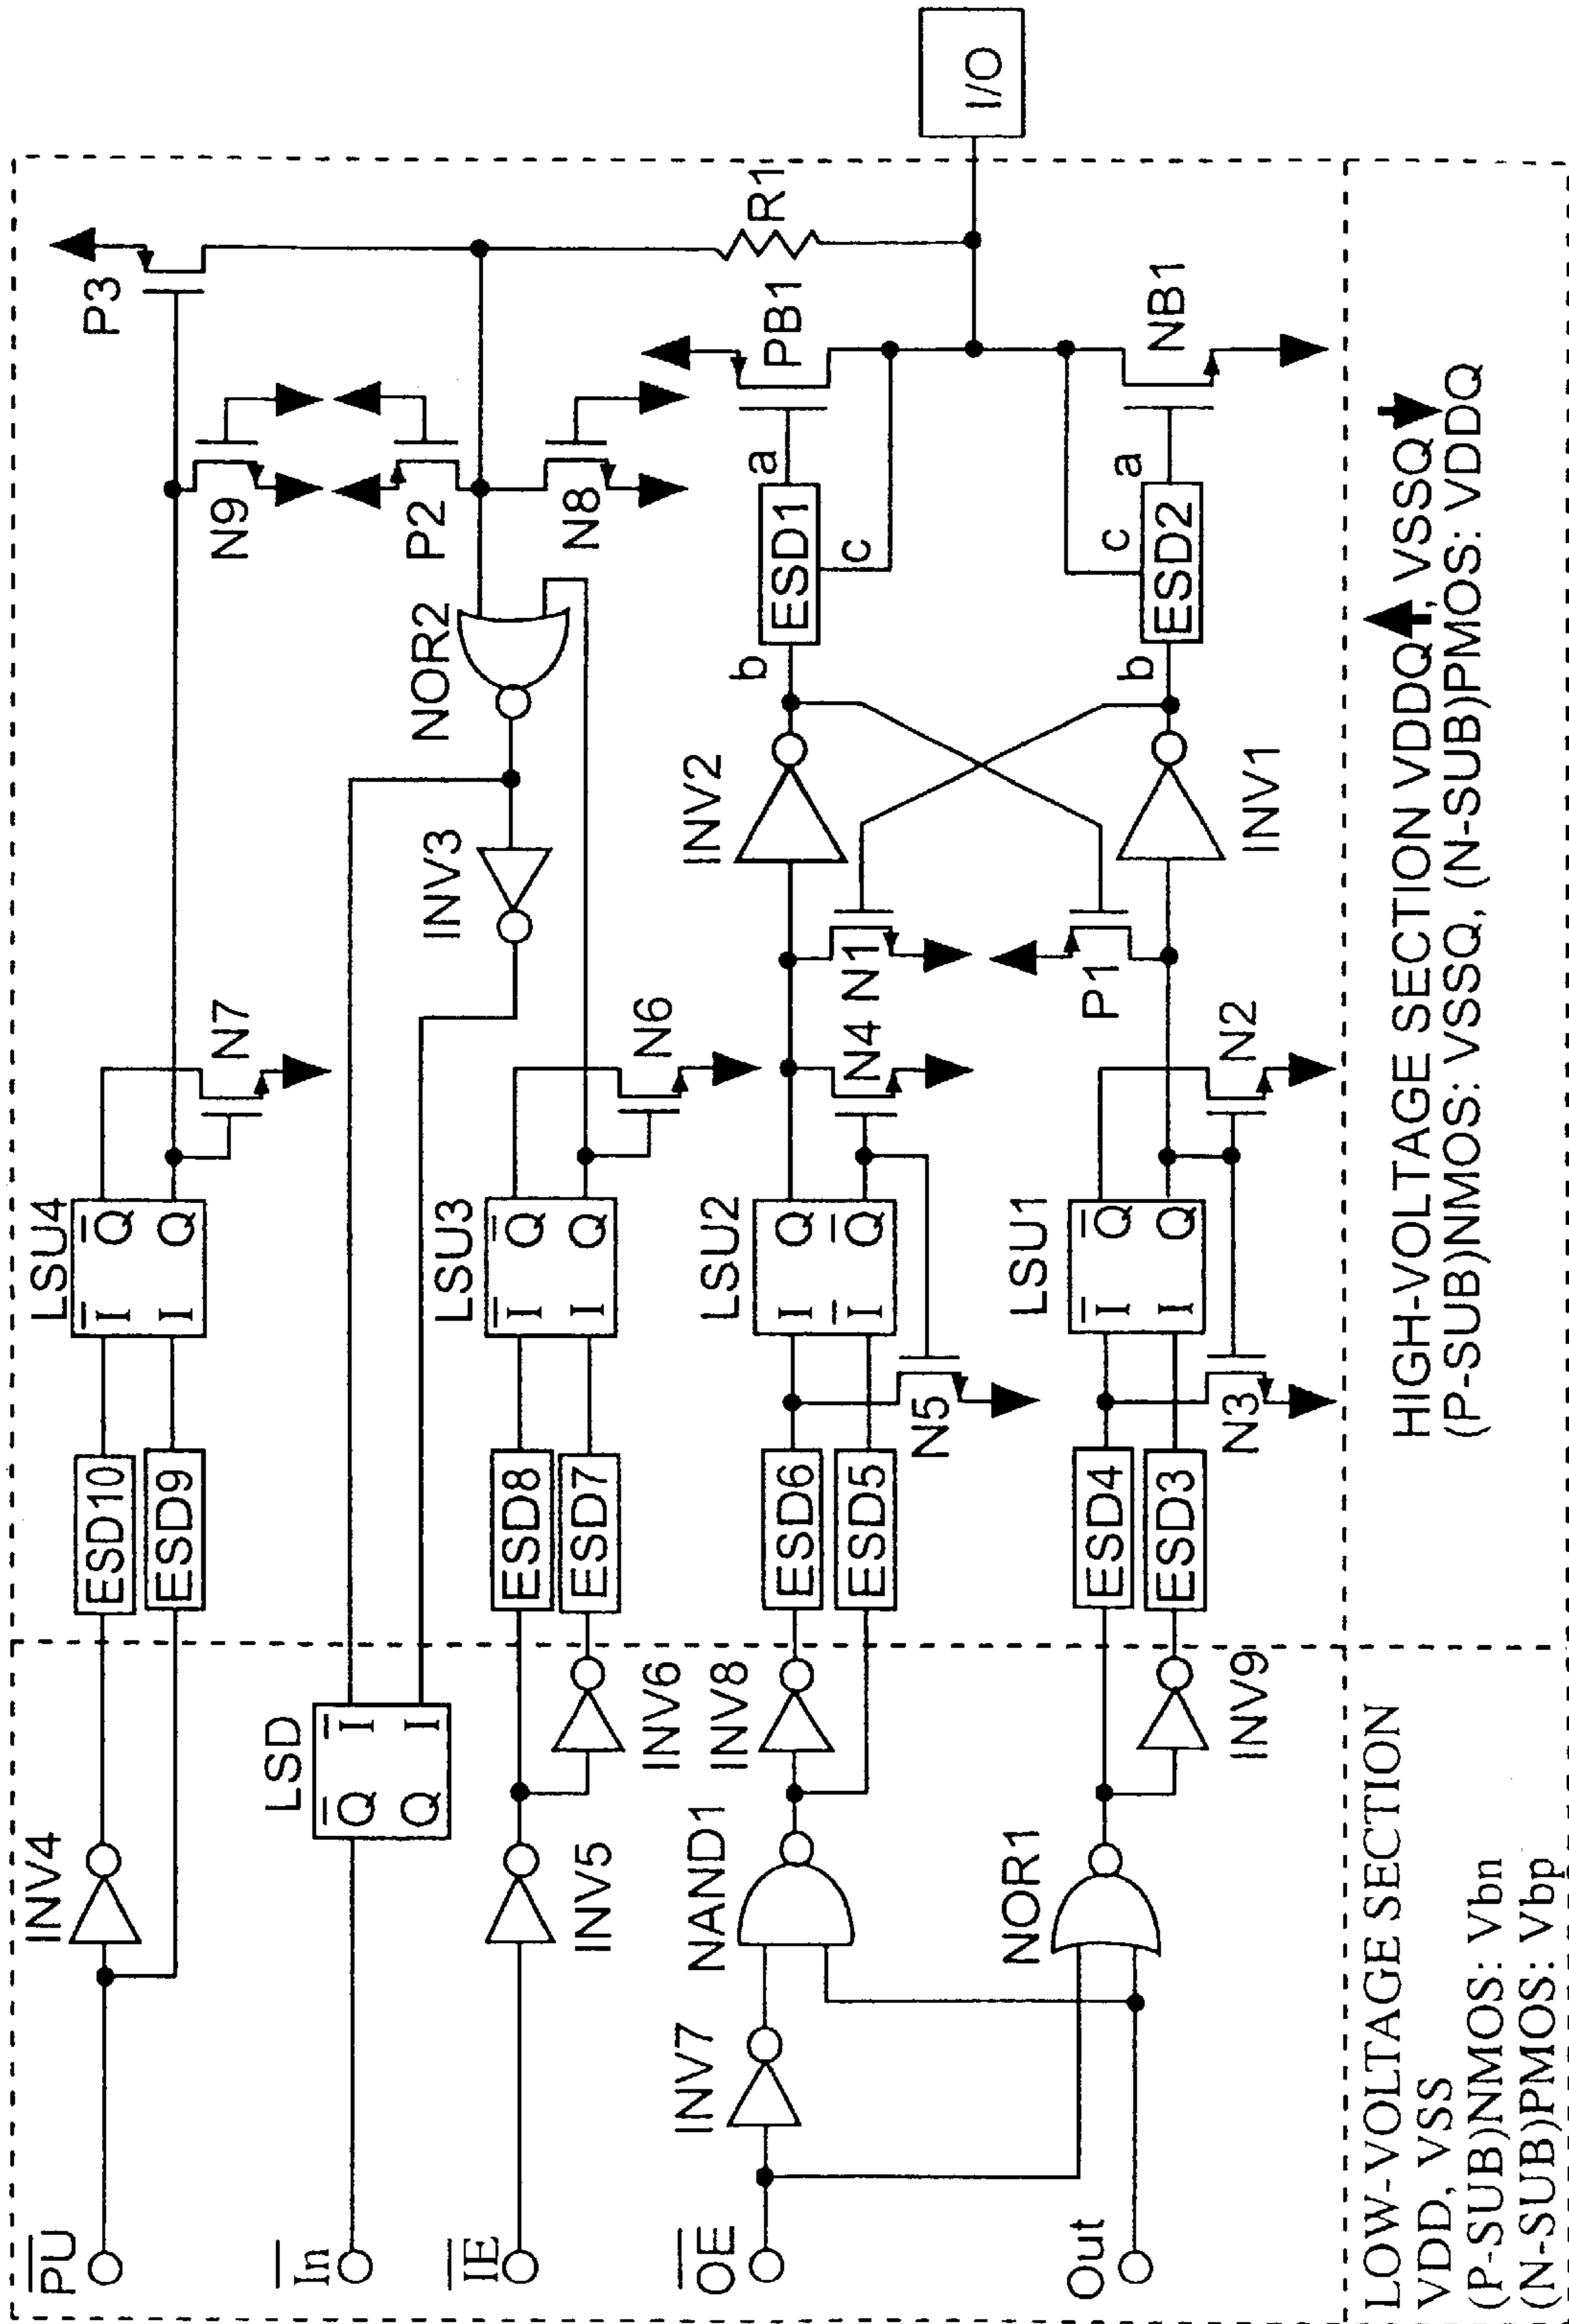 I/O
R1
P3
PB1
NB1
N9
P2
N8
a
a
ESD1
c
c
ESD2
b
b
NOR2
INV3
INV2
INV1
N7
N6
N1
N4
P1
N2
LSU4
I̅ Q̅
I Q
LSU3
I̅ Q̅
I Q
LSU2
I Q
I̅ Q̅
LSU1
I̅ Q̅
I Q
N5
N3
ESD10
ESD9
ESD8
ESD7
ESD6
ESD5
ESD4
ESD3
LSD
Q̅ I̅
Q I
INV4
INV5
INV6
INV8
INV9
NAND1
NOR1
INV7
P̅U̅
I̅n̅
I̅E̅
O̅E̅
Out
LOW-VOLTAGE SECTION
VDD, VSS
(P-SUB)NMOS: Vbn
(N-SUB)PMOS: Vbp
HIGH-VOLTAGE SECTION VDDQ , VSSQ
(P-SUB)NMOS: VSSQ, (N-SUB)PMOS: VDDQ